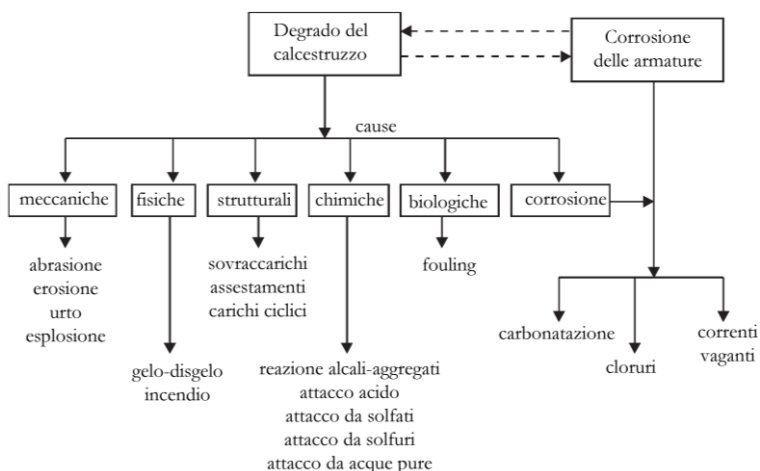 Degrado del
calcestruzzo
Corrosione
delle armature
cause
meccaniche
fisiche
strutturali
chimiche
biologiche
corrosione
abrasione
erosione
urto
esplosione
sovraccarichi
assestamenti
carichi ciclici
fouling
gelo-disgelo
incendio
reazione alcali-aggregati
attacco acido
attacco da solfati
attacco da solfuri
attacco da acque pure
carbonatazione
cloruri
correnti
vaganti